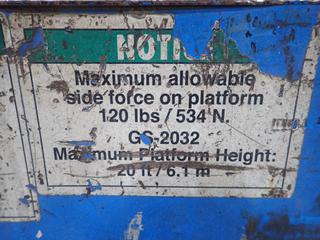 NOTICE
Maximum allowable
side force on platform
120 lbs / 534 N.
GS-2032
Maximum Platform Height:
20 ft / 6.1 m